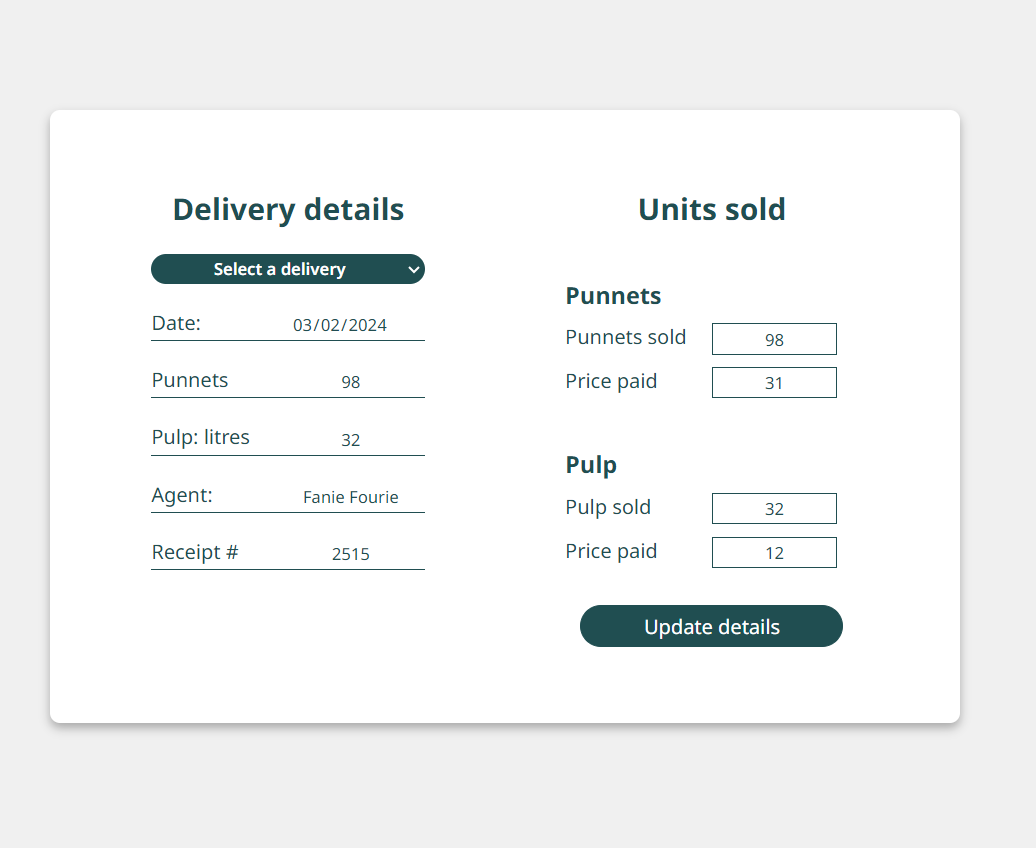 Delivery details
Select a delivery
Date: 03/02/2024
Punnets 98
Pulp: litres 32
Agent: Fanie Fourie
Receipt # 2515
Units sold
Punnets
Punnets sold 98
Price paid 31
Pulp
Pulp sold 32
Price paid 12
Update details